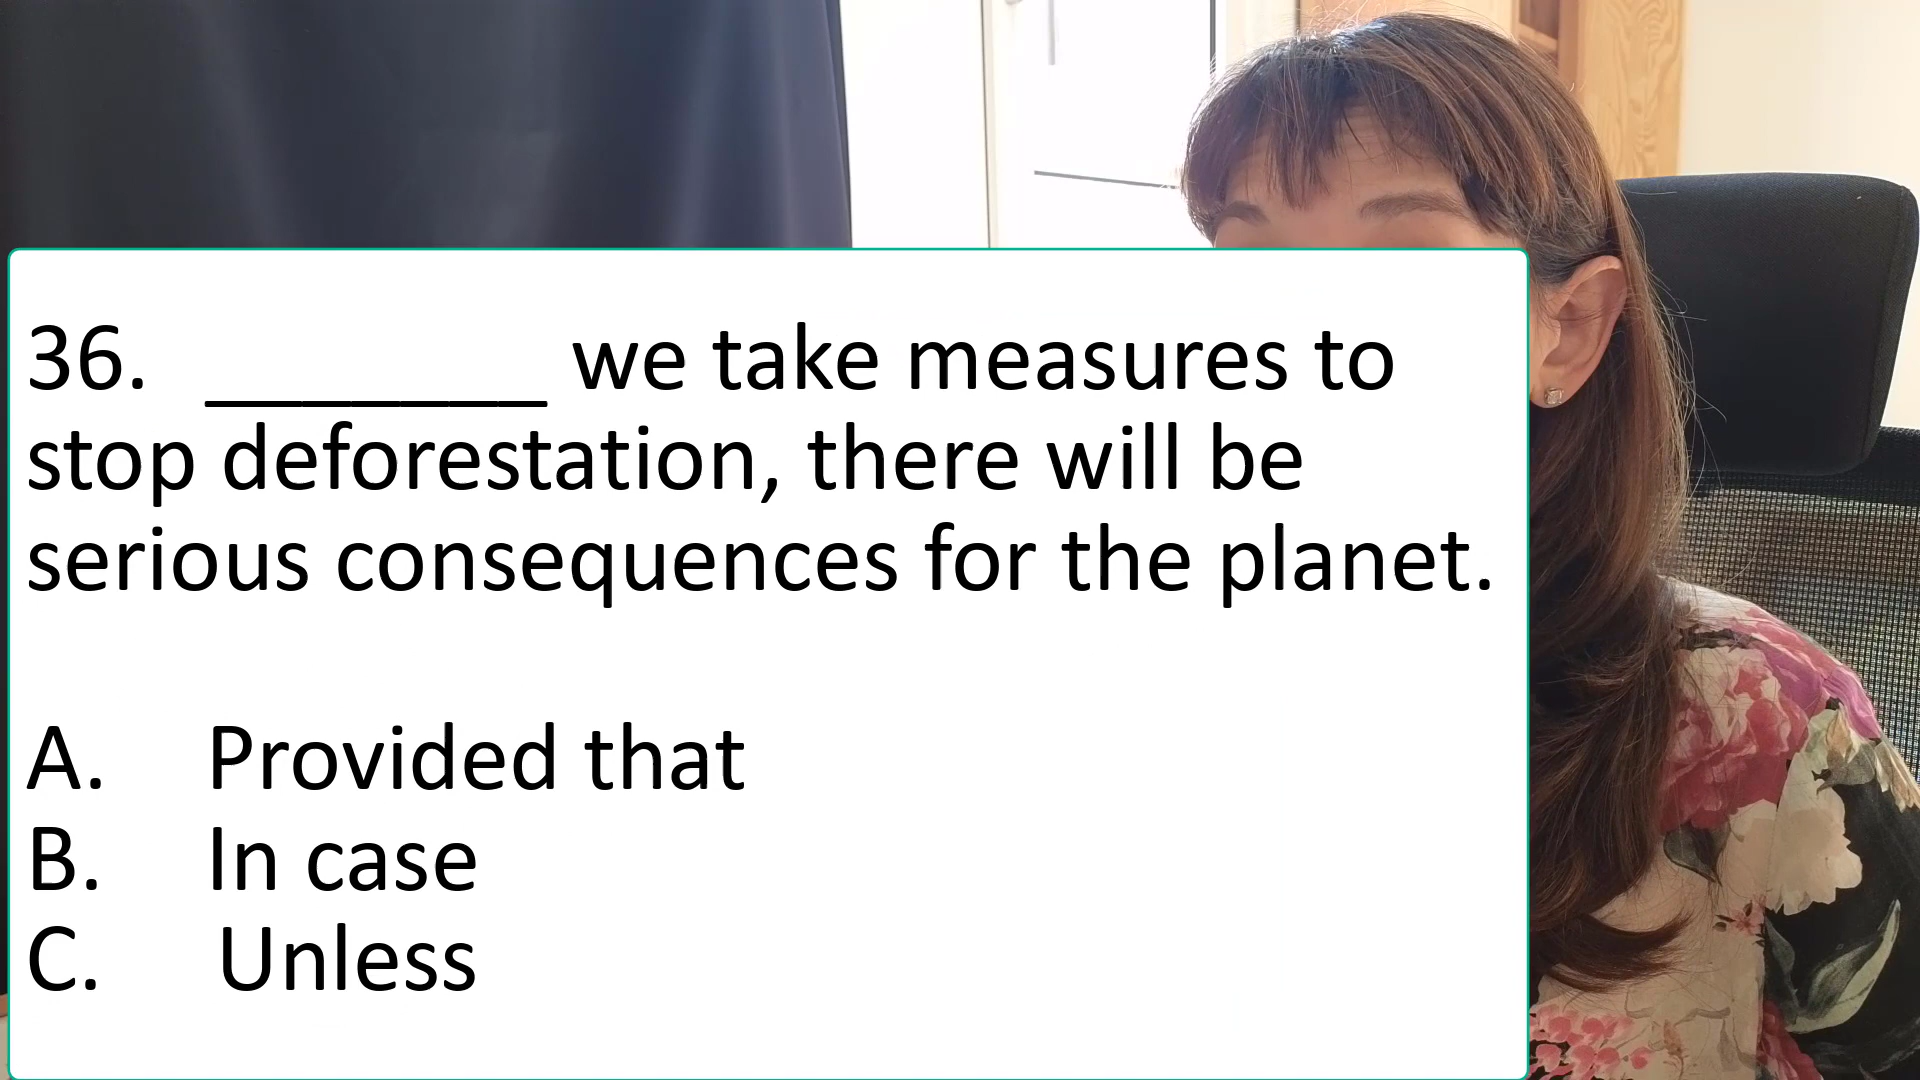 36. _______ we take measures to
stop deforestation, there will be
serious consequences for the planet.
A. Provided that
B. In case
C. Unless